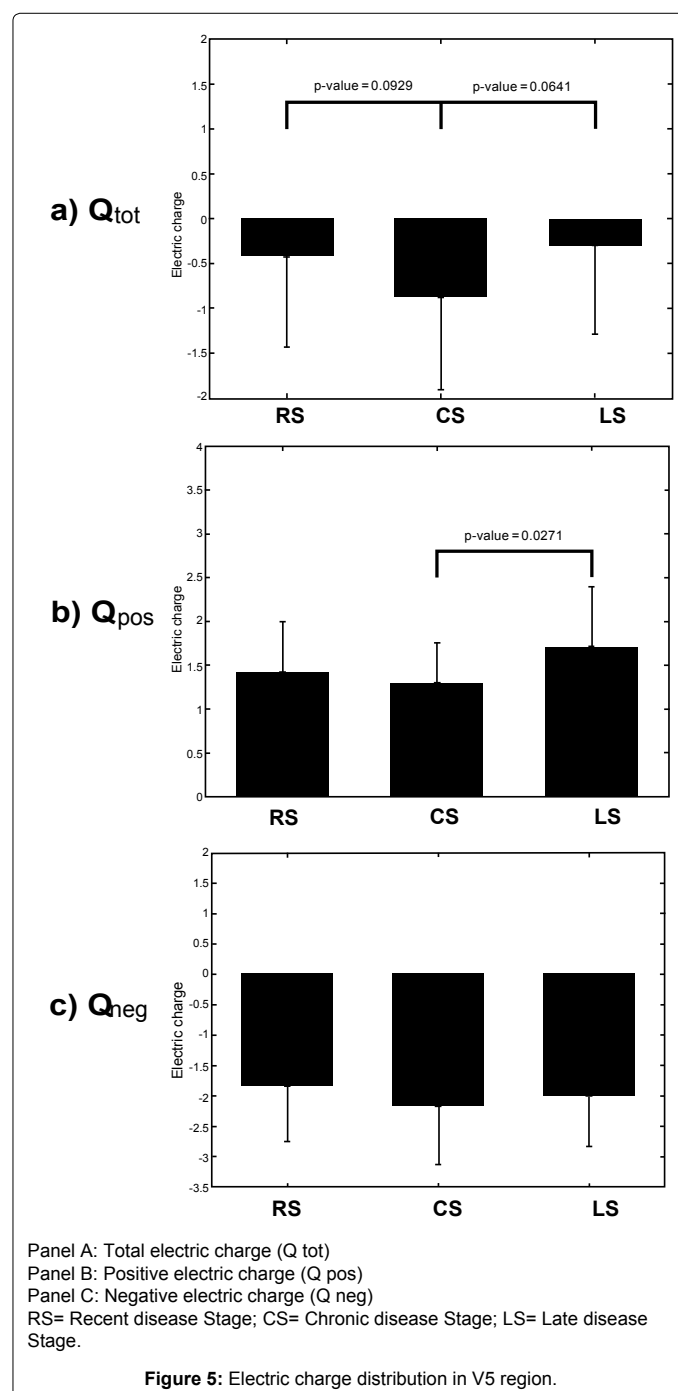 2
p-value = 0.0929 p-value = 0.0641
1.5
1
0.5
a) Qtot
0
Electric charge
-0.5
-1
-1.5
-2
RS CS LS
4
3.5
p-value = 0.0271
3
2.5
b) Qpos
2
Electric charge
1.5
1
0.5
0
RS CS LS
2
1.5
1
0.5
0
c) Qneg
-0.5
Electric charge
-1
-1.5
-2
-2.5
-3
-3.5
RS CS LS
Panel A: Total electric charge (Q tot)
Panel B: Positive electric charge (Q pos)
Panel C: Negative electric charge (Q neg)
RS= Recent disease Stage; CS= Chronic disease Stage; LS= Late disease
Stage.
Figure 5: Electric charge distribution in V5 region.